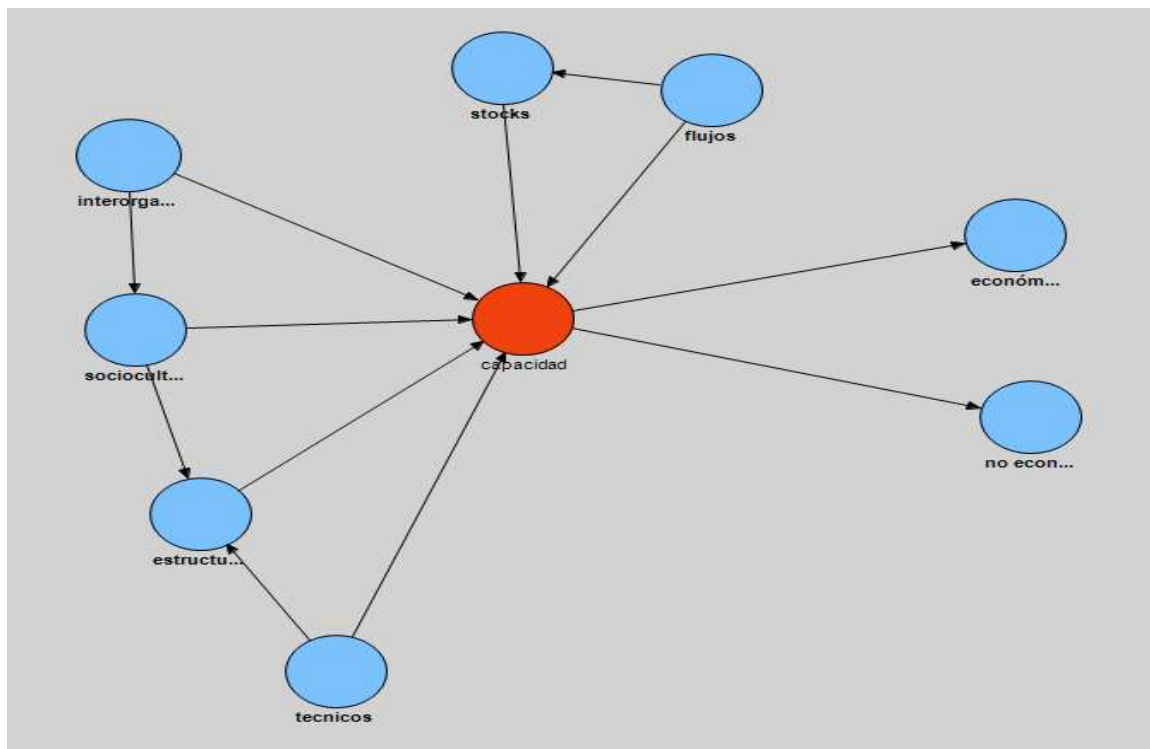 stocks
flujos
interorga...
económ...
sociocult...
capacidad
no econ...
estructu...
tecnicos